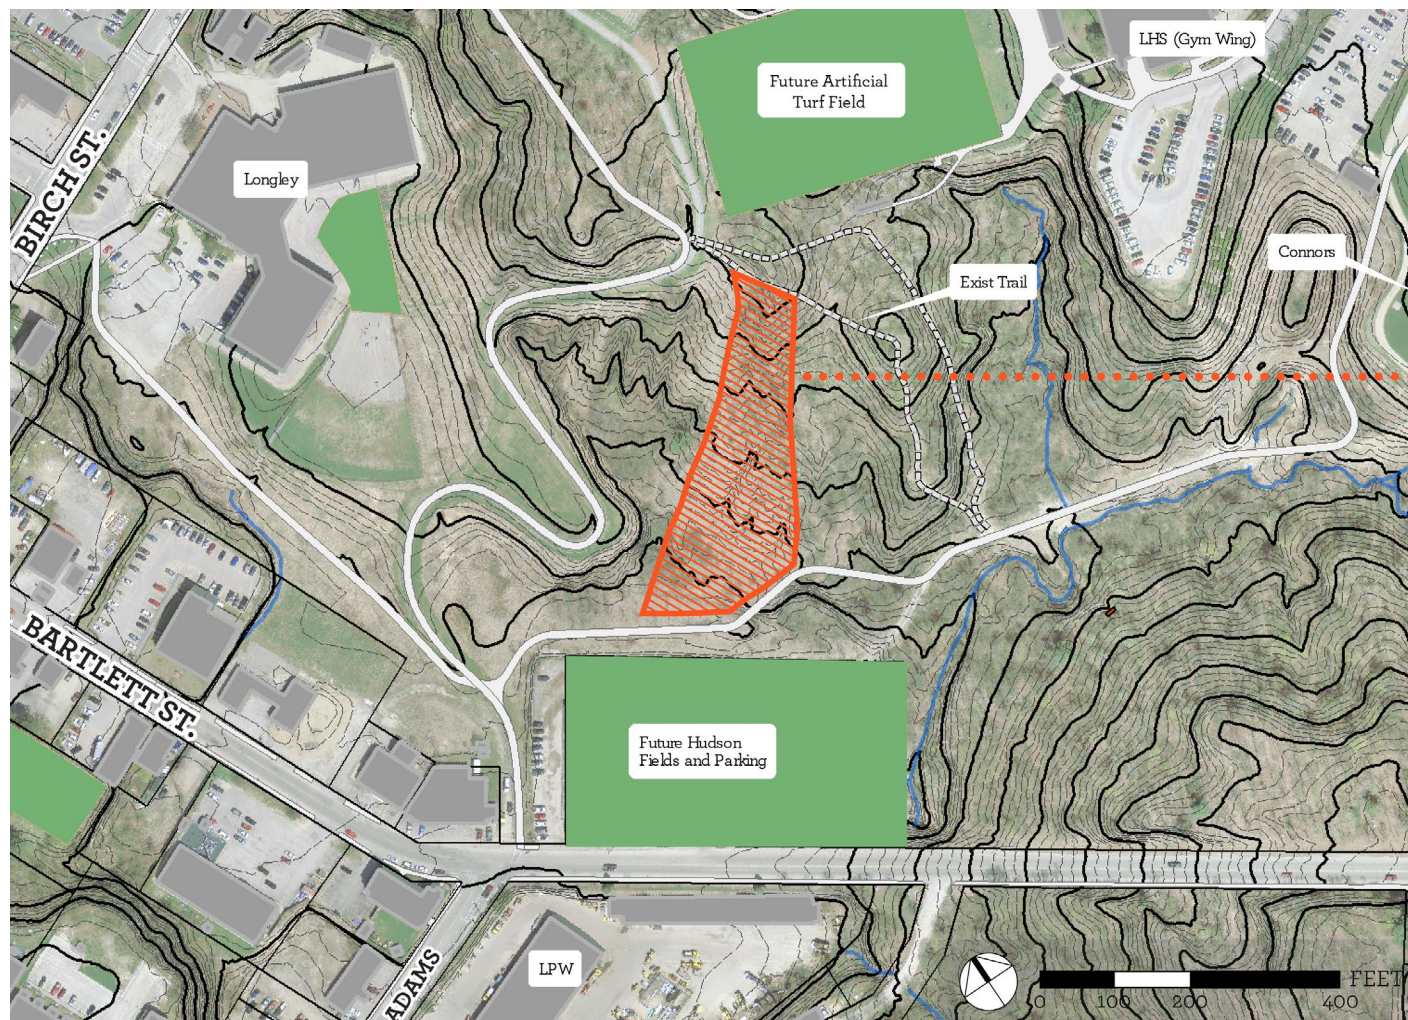 LHS (Gym Wing)
Future Artificial
Turf Field
BIRCH ST.
Longley
Connors
Exist Trail
BARTLETT ST.
Future Hudson
Fields and Parking
ADAMS
LPW
FEET
0 100 200 400